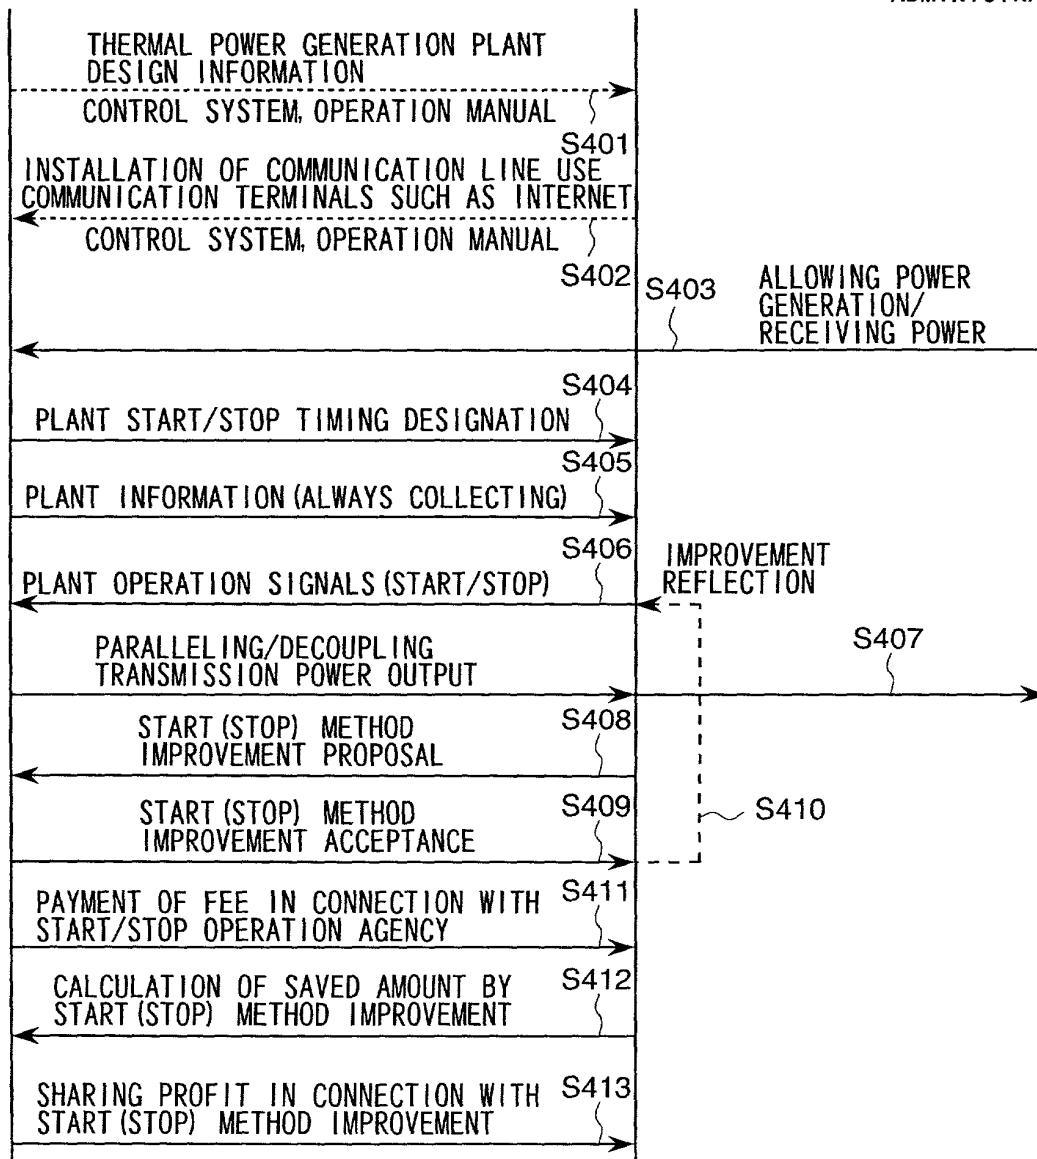 THERMAL POWER GENERATION PLANT
DESIGN INFORMATION
CONTROL SYSTEM, OPERATION MANUAL
S401
INSTALLATION OF COMMUNICATION LINE USE
COMMUNICATION TERMINALS SUCH AS INTERNET
CONTROL SYSTEM, OPERATION MANUAL
S402
S403
ALLOWING POWER
GENERATION/
RECEIVING POWER
S404
PLANT START/STOP TIMING DESIGNATION
S405
PLANT INFORMATION (ALWAYS COLLECTING)
S406
PLANT OPERATION SIGNALS (START/STOP)
IMPROVEMENT
REFLECTION
PARALLELING/DECOUPLING
TRANSMISSION POWER OUTPUT
S407
START (STOP) METHOD
IMPROVEMENT PROPOSAL
S408
START (STOP) METHOD
IMPROVEMENT ACCEPTANCE
S409
S410
PAYMENT OF FEE IN CONNECTION WITH
START/STOP OPERATION AGENCY
S411
CALCULATION OF SAVED AMOUNT BY
START (STOP) METHOD IMPROVEMENT
S412
SHARING PROFIT IN CONNECTION WITH
START (STOP) METHOD IMPROVEMENT
S413